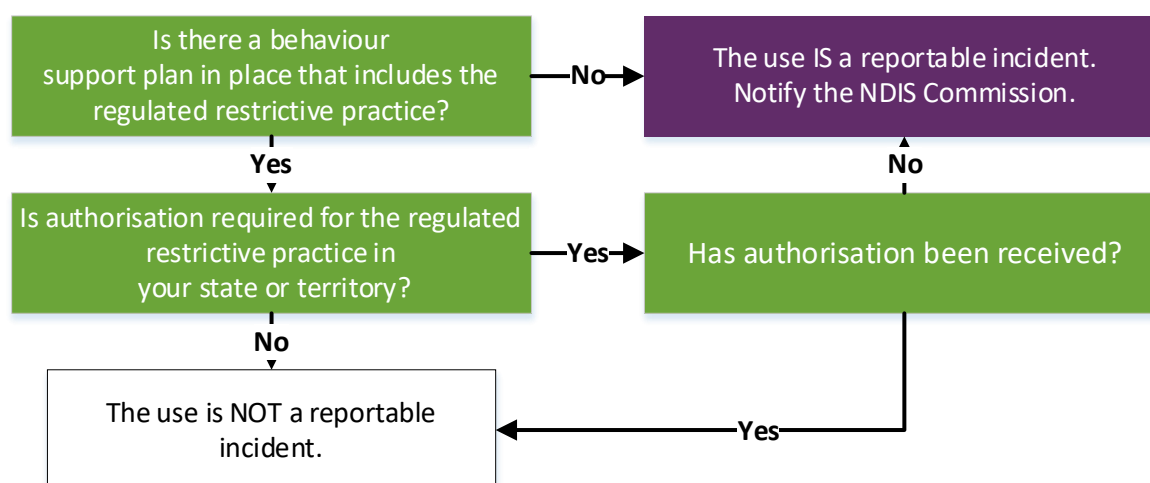 Is there a behaviour
support plan in place that includes the
regulated restrictive practice?
No
The use IS a reportable incident.
Notify the NDIS Commission.
Yes
No
Is authorisation required for the regulated
restrictive practice in
your state or territory?
Yes
Has authorisation been received?
No
The use is NOT a reportable
incident.
Yes